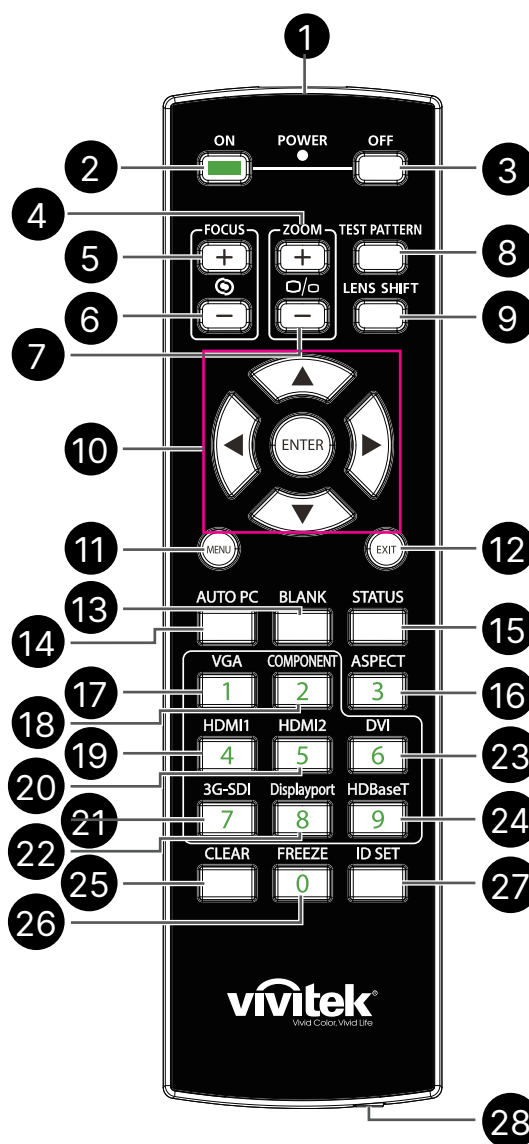 1
ON POWER OFF
2
3
4
FOCUS ZOOM TEST PATTERN
5 + + 8
LENS SHIFT
6 − − 9
7
10 ENTER
11 MENU EXIT 12
13
AUTO PC BLANK STATUS
14
15
VGA COMPONENT ASPECT
17 1 2 3 16
18
HDMI1 HDMI2 DVI
19 4 5 6 23
20
3G-SDI Displayport HDBaseT
21 7 8 9 24
22
CLEAR FREEZE ID SET
25 0 27
26
vivitek®
Vivid Color, Vivid Life
28